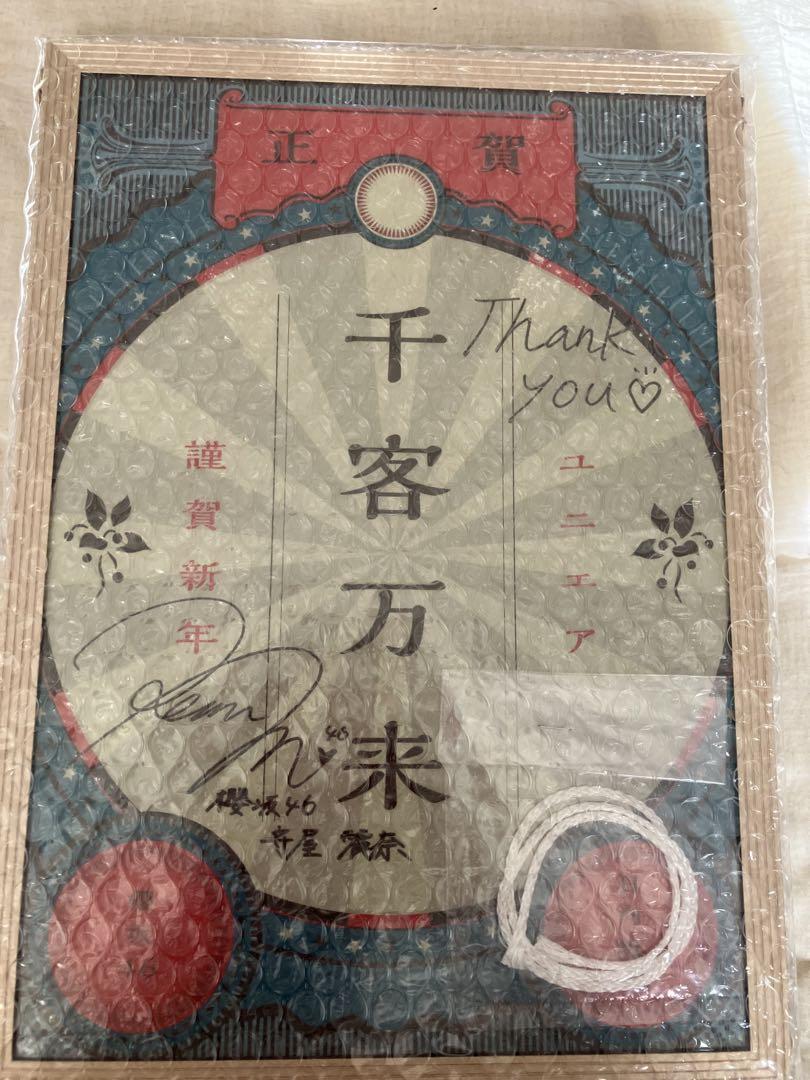 賀正
Thank
you♡
ユニエア
千客万来
謹賀新年
櫻坂46
守屋麗奈